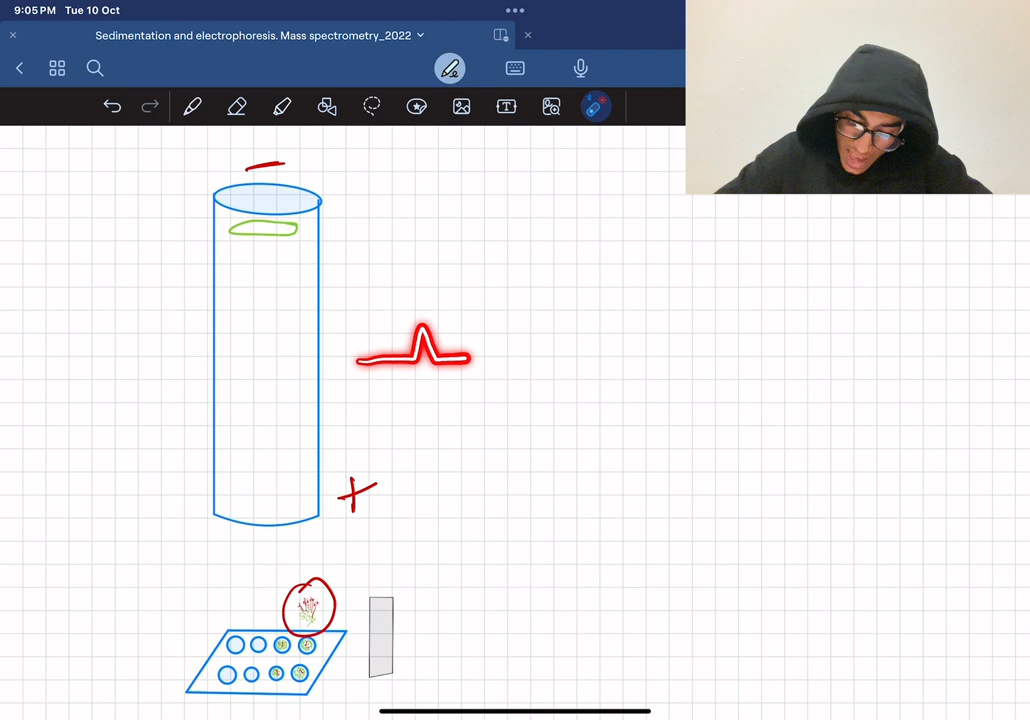 9:05 PM Tue 10 Oct
Sedimentation and electrophoresis. Mass spectrometry_2022
T
−
+